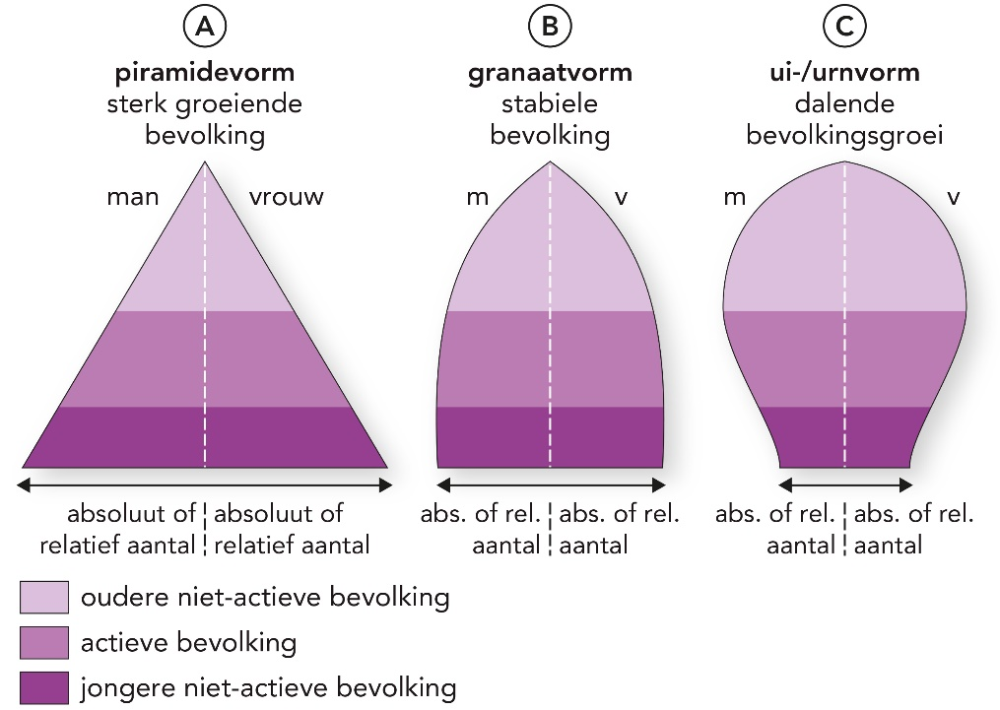 A
piramidevorm
sterk groeiende
bevolking
man
vrouw
absoluut of
relatief aantal
absoluut of
relatief aantal
B
granaatvorm
stabiele
bevolking
m
v
abs. of rel.
aantal
abs. of rel.
aantal
C
ui-/urnvorm
dalende
bevolkingsgroei
m
v
abs. of rel.
aantal
abs. of rel.
aantal
oudere niet-actieve bevolking
actieve bevolking
jongere niet-actieve bevolking